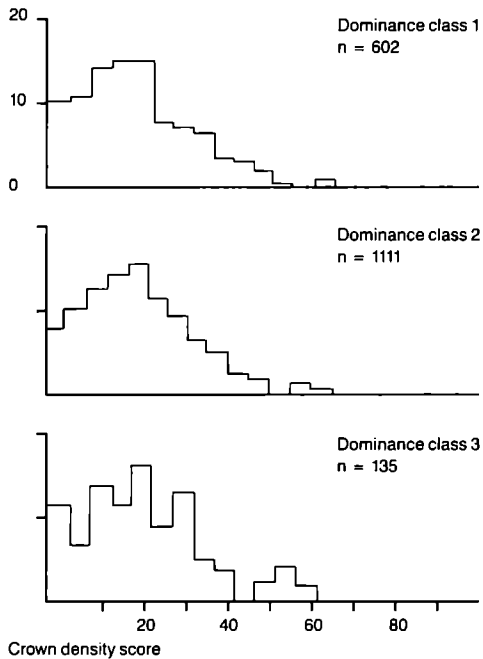 20
10
0
Dominance class 1
n = 602
Dominance class 2
n = 1111
Dominance class 3
n = 135
20 40 60 80
Crown density score